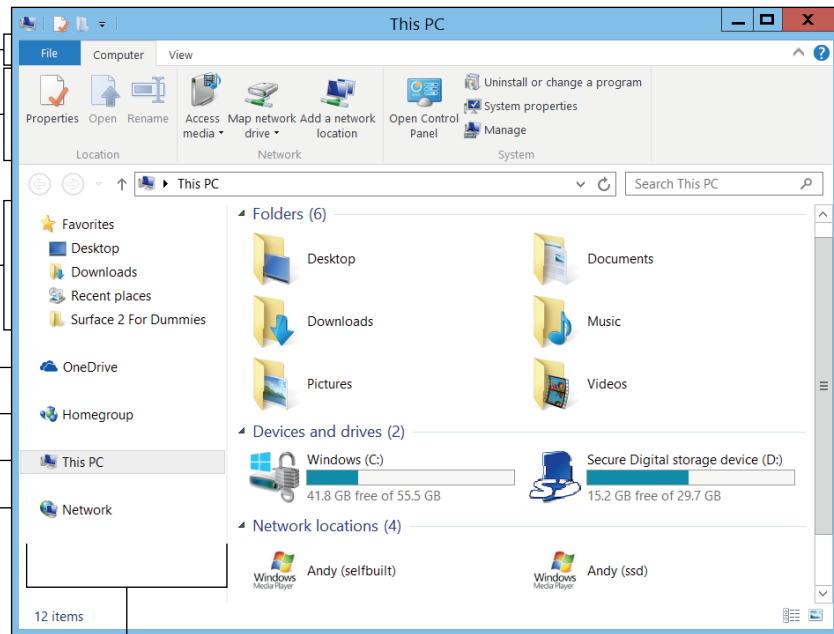 This PC
File Computer View
Properties Open Rename Access media Map network drive Add a network location Open Control Panel
Uninstall or change a program
System properties
Manage
Location Network System
This PC Search This PC
Favorites
Desktop
Downloads
Recent places
Surface 2 For Dummies
OneDrive
Homegroup
This PC
Network
Folders (6)
Desktop Documents
Downloads Music
Pictures Videos
Devices and drives (2)
Windows (C:) Secure Digital storage device (D:)
41.8 GB free of 55.5 GB 15.2 GB free of 29.7 GB
Network locations (4)
Windows Media Player Andy (selfbuilt) Windows Media Player Andy (ssd)
12 items